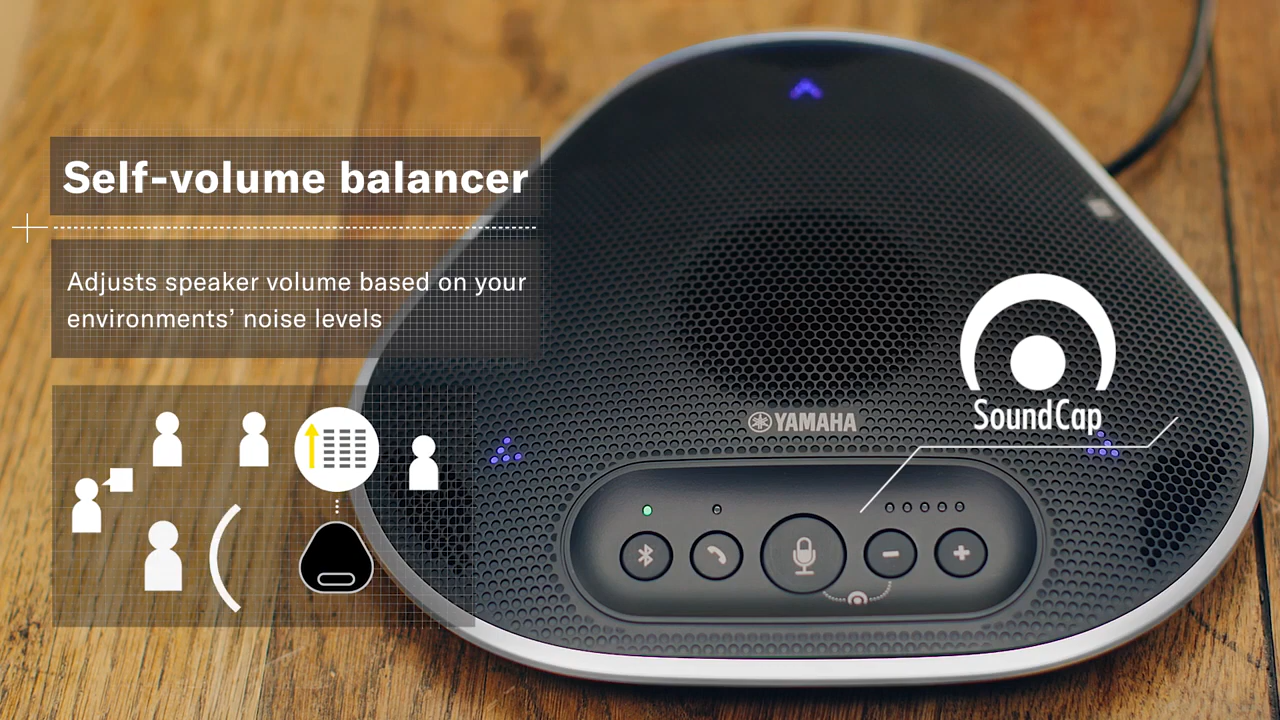 Self-volume balancer
Adjusts speaker volume based on your
environments’ noise levels
SoundCap
YAMAHA